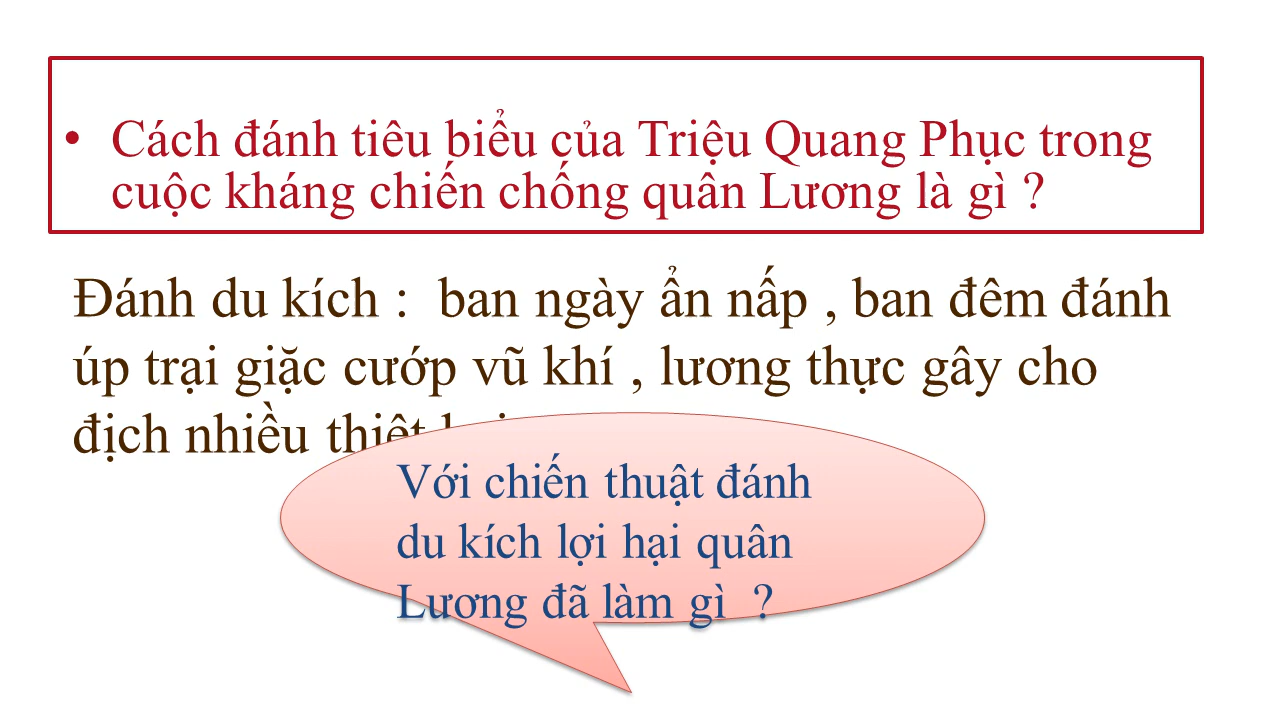 • Cách đánh tiêu biểu của Triệu Quang Phục trong
cuộc kháng chiến chống quân Lương là gì ?
Đánh du kích : ban ngày ẩn nấp , ban đêm đánh
úp trại giặc cướp vũ khí , lương thực gây cho
địch nhiều thiệt
Với chiến thuật đánh
du kích lợi hại quân
Lương đã làm gì ?